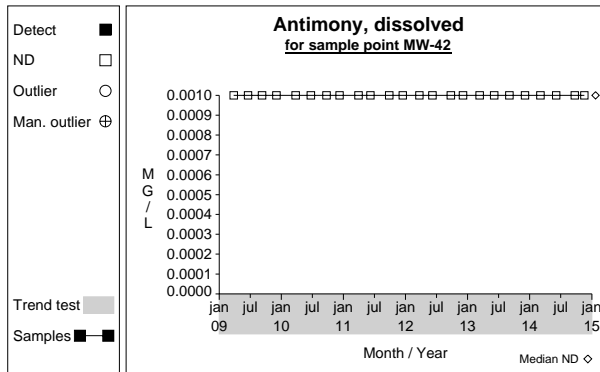 Detect
ND
Outlier
Man. outlier
Trend test
Samples
Antimony, dissolved
for sample point MW-42
M
G
/
L
0.0010
0.0009
0.0008
0.0007
0.0006
0.0005
0.0004
0.0003
0.0002
0.0001
0.0000
jan jul jan jul jan jul jan jul jan jul jan jul jan
09 10 11 12 13 14 15
Month / Year
Median ND